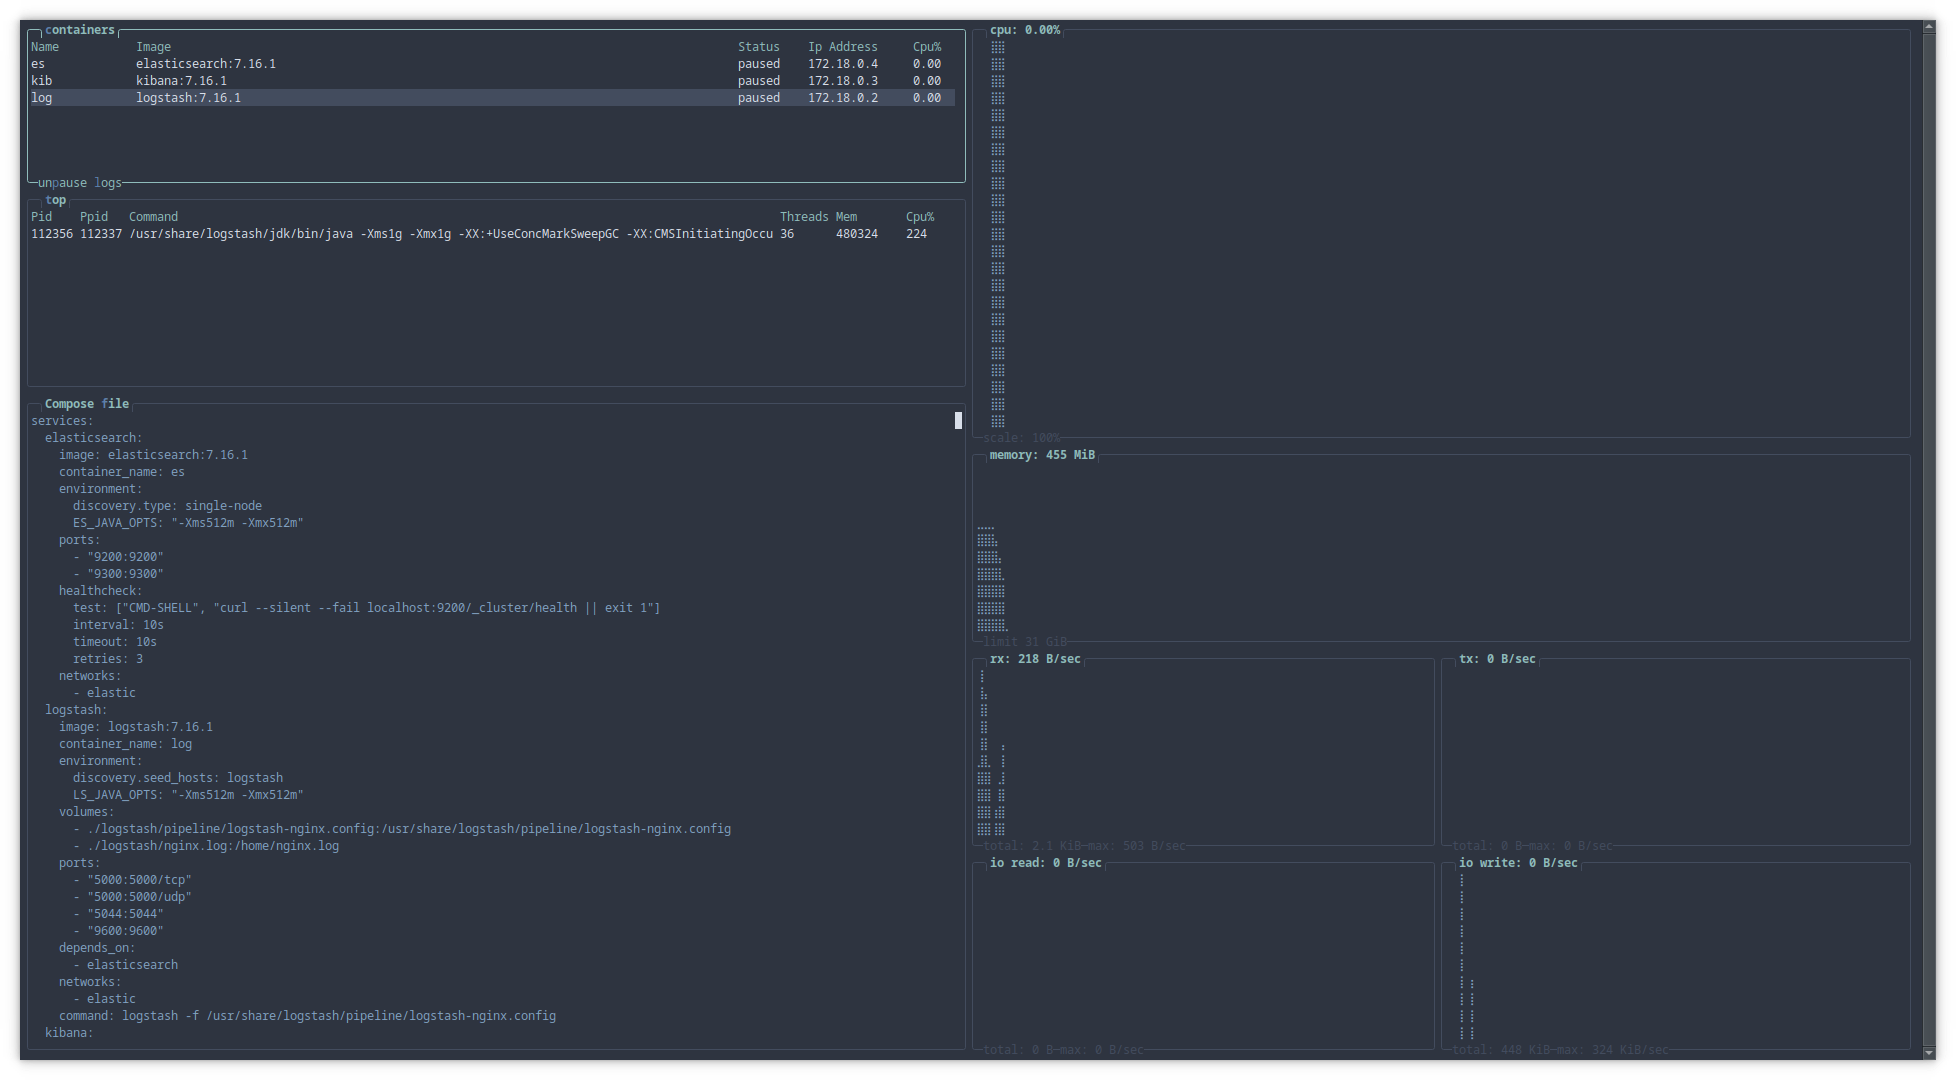 containers
Name Image Status Ip Address Cpu%
es elasticsearch:7.16.1 paused 172.18.0.4 0.00
kib kibana:7.16.1 paused 172.18.0.3 0.00
log logstash:7.16.1 paused 172.18.0.2 0.00
unpause logs
top
Pid Ppid Command Threads Mem Cpu%
112356 112337 /usr/share/logstash/jdk/bin/java -Xms1g -Xmx1g -XX:+UseConcMarkSweepGC -XX:CMSInitiatingOccu 36 480324 224
Compose file
services:
  elasticsearch:
    image: elasticsearch:7.16.1
    container_name: es
    environment:
      discovery.type: single-node
      ES_JAVA_OPTS: "-Xms512m -Xmx512m"
    ports:
      - "9200:9200"
      - "9300:9300"
    healthcheck:
      test: ["CMD-SHELL", "curl --silent --fail localhost:9200/_cluster/health || exit 1"]
      interval: 10s
      timeout: 10s
      retries: 3
    networks:
      - elastic
  logstash:
    image: logstash:7.16.1
    container_name: log
    environment:
      discovery.seed_hosts: logstash
      LS_JAVA_OPTS: "-Xms512m -Xmx512m"
    volumes:
      - ./logstash/pipeline/logstash-nginx.config:/usr/share/logstash/pipeline/logstash-nginx.config
      - ./logstash/nginx.log:/home/nginx.log
    ports:
      - "5000:5000/tcp"
      - "5000:5000/udp"
      - "5044:5044"
      - "9600:9600"
    depends_on:
      - elasticsearch
    networks:
      - elastic
    command: logstash -f /usr/share/logstash/pipeline/logstash-nginx.config
  kibana:
cpu: 0.00%
scale: 100%
memory: 455 MiB
limit 31 GiB
rx: 218 B/sec
total: 2.1 KiB max: 503 B/sec
tx: 0 B/sec
total: 0 B max: 0 B/sec
io read: 0 B/sec
total: 0 B max: 0 B/sec
io write: 0 B/sec
total: 448 KiB max: 324 KiB/sec